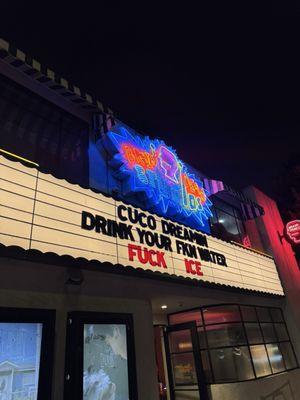 CUCO DREAMIN
DRINK YOUR FKN WATER
FUCK ICE